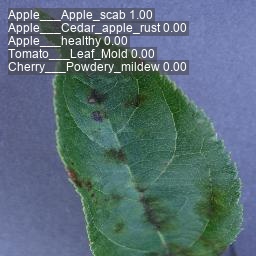 Apple___Apple_scab 1.00
Apple___Cedar_apple_rust 0.00
Apple___healthy 0.00
Tomato___Leaf_Mold 0.00
Cherry___Powdery_mildew 0.00